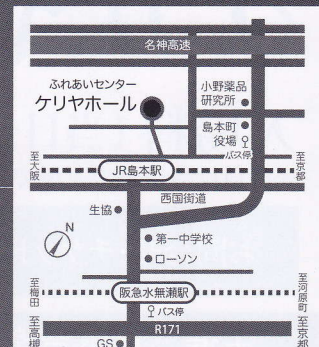 名神高速
ふれあいセンター
ケリヤホール
小野薬品
研究所
島本町
役場
バス停
至大阪
JR島本駅
至京都
西国街道
生協
N
第一中学校
ローソン
至梅田
阪急水無瀬駅
至河原町
バス停
至高槻
R171
至京都
GS